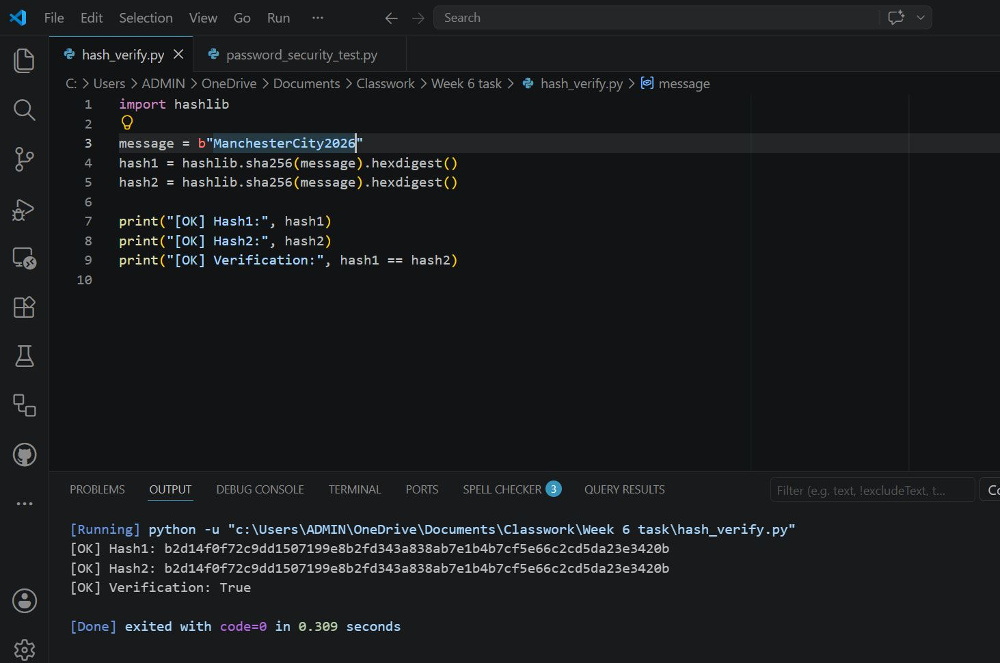 File Edit Selection View Go Run ··· Search
hash_verify.py password_security_test.py
C: > Users > ADMIN > OneDrive > Documents > Classwork > Week 6 task > hash_verify.py > message
1 import hashlib
2
3 message = b"ManchesterCity2026"
4 hash1 = hashlib.sha256(message).hexdigest()
5 hash2 = hashlib.sha256(message).hexdigest()
6
7 print("[OK] Hash1:", hash1)
8 print("[OK] Hash2:", hash2)
9 print("[OK] Verification:", hash1 == hash2)
10
PROBLEMS OUTPUT DEBUG CONSOLE TERMINAL PORTS SPELL CHECKER 3 QUERY RESULTS Filter (e.g. text, !excludeText, t... Co
[Running] python -u "c:\Users\ADMIN\OneDrive\Documents\Classwork\Week 6 task\hash_verify.py"
[OK] Hash1: b2d14f0f72c9dd1507199e8b2fd343a838ab7e1b4b7cf5e66c2cd5da23e3420b
[OK] Hash2: b2d14f0f72c9dd1507199e8b2fd343a838ab7e1b4b7cf5e66c2cd5da23e3420b
[OK] Verification: True
[Done] exited with code=0 in 0.309 seconds